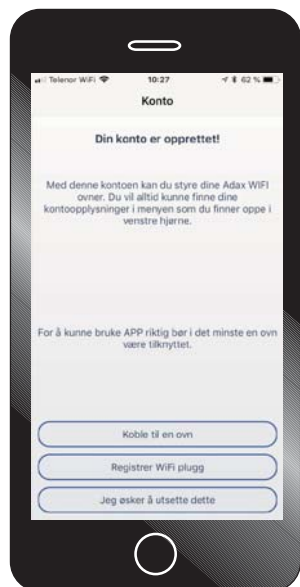 Telenor WiFi 10:27 62 %
Konto
Din konto er opprettet!
Med denne kontoen kan du styre dine Adax WIFI
ovner. Du vil alltid kunne finne dine
kontoopplysninger i menyen som du finner oppe i
venstre hjørne.
For å kunne bruke APP riktig bør i det minste en ovn
være tilknyttet.
Koble til en ovn
Registrer WiFi plugg
Jeg øsker å utsette dette